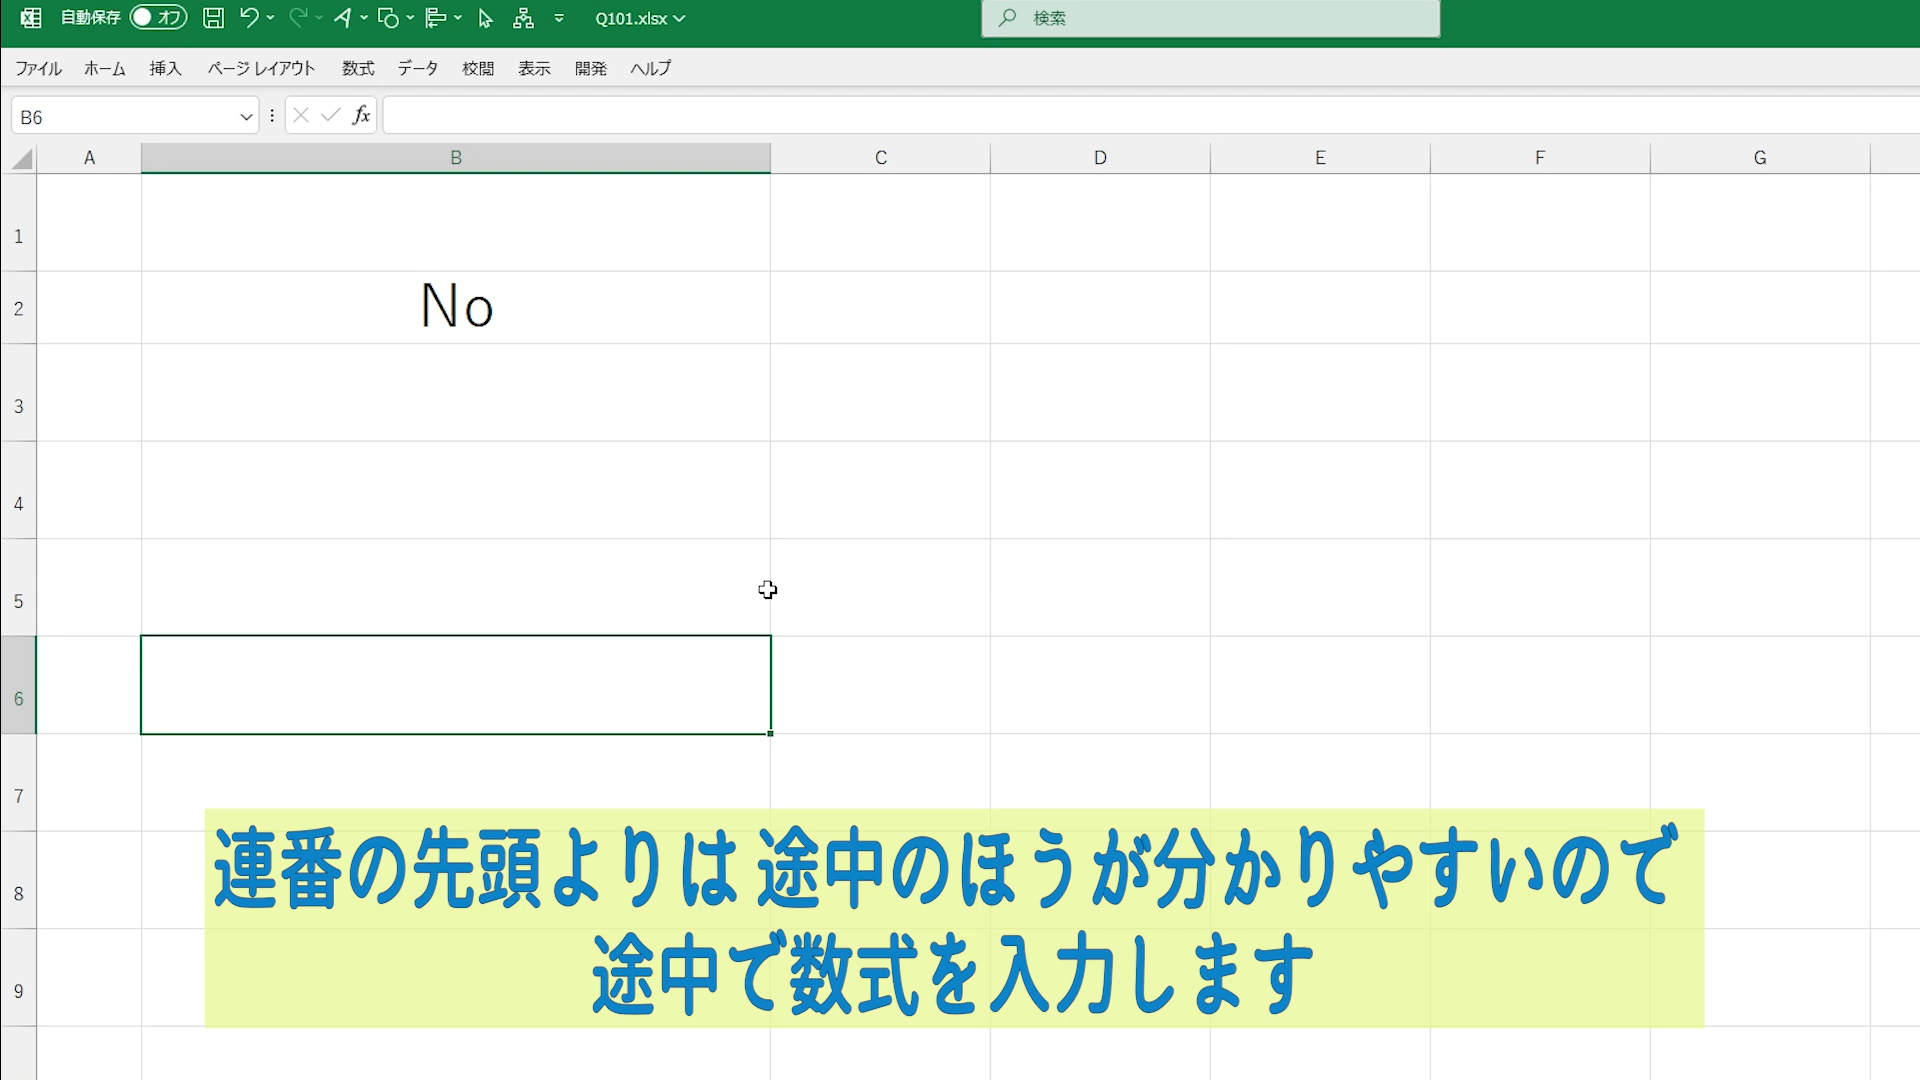 自動保存 オフ Q101.xlsx 検索
ファイル ホーム 挿入 ページ レイアウト 数式 データ 校閲 表示 開発 ヘルプ
B6 fx
A B C D E F G
1
2 No
3
4
5
6
7
8
9
連番の先頭よりは 途中のほうが分かりやすいので
途中で数式を入力します